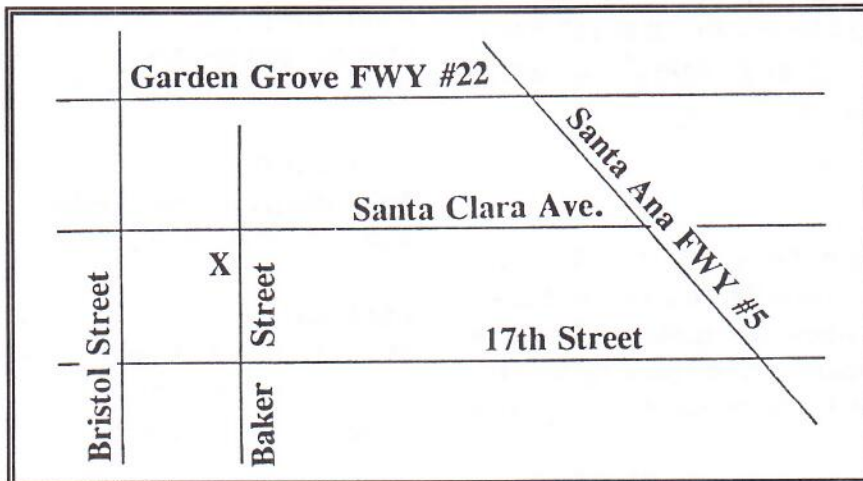 Garden Grove FWY #22
Santa Ana FWY #5
Santa Clara Ave.
X
17th Street
Bristol Street
Baker Street